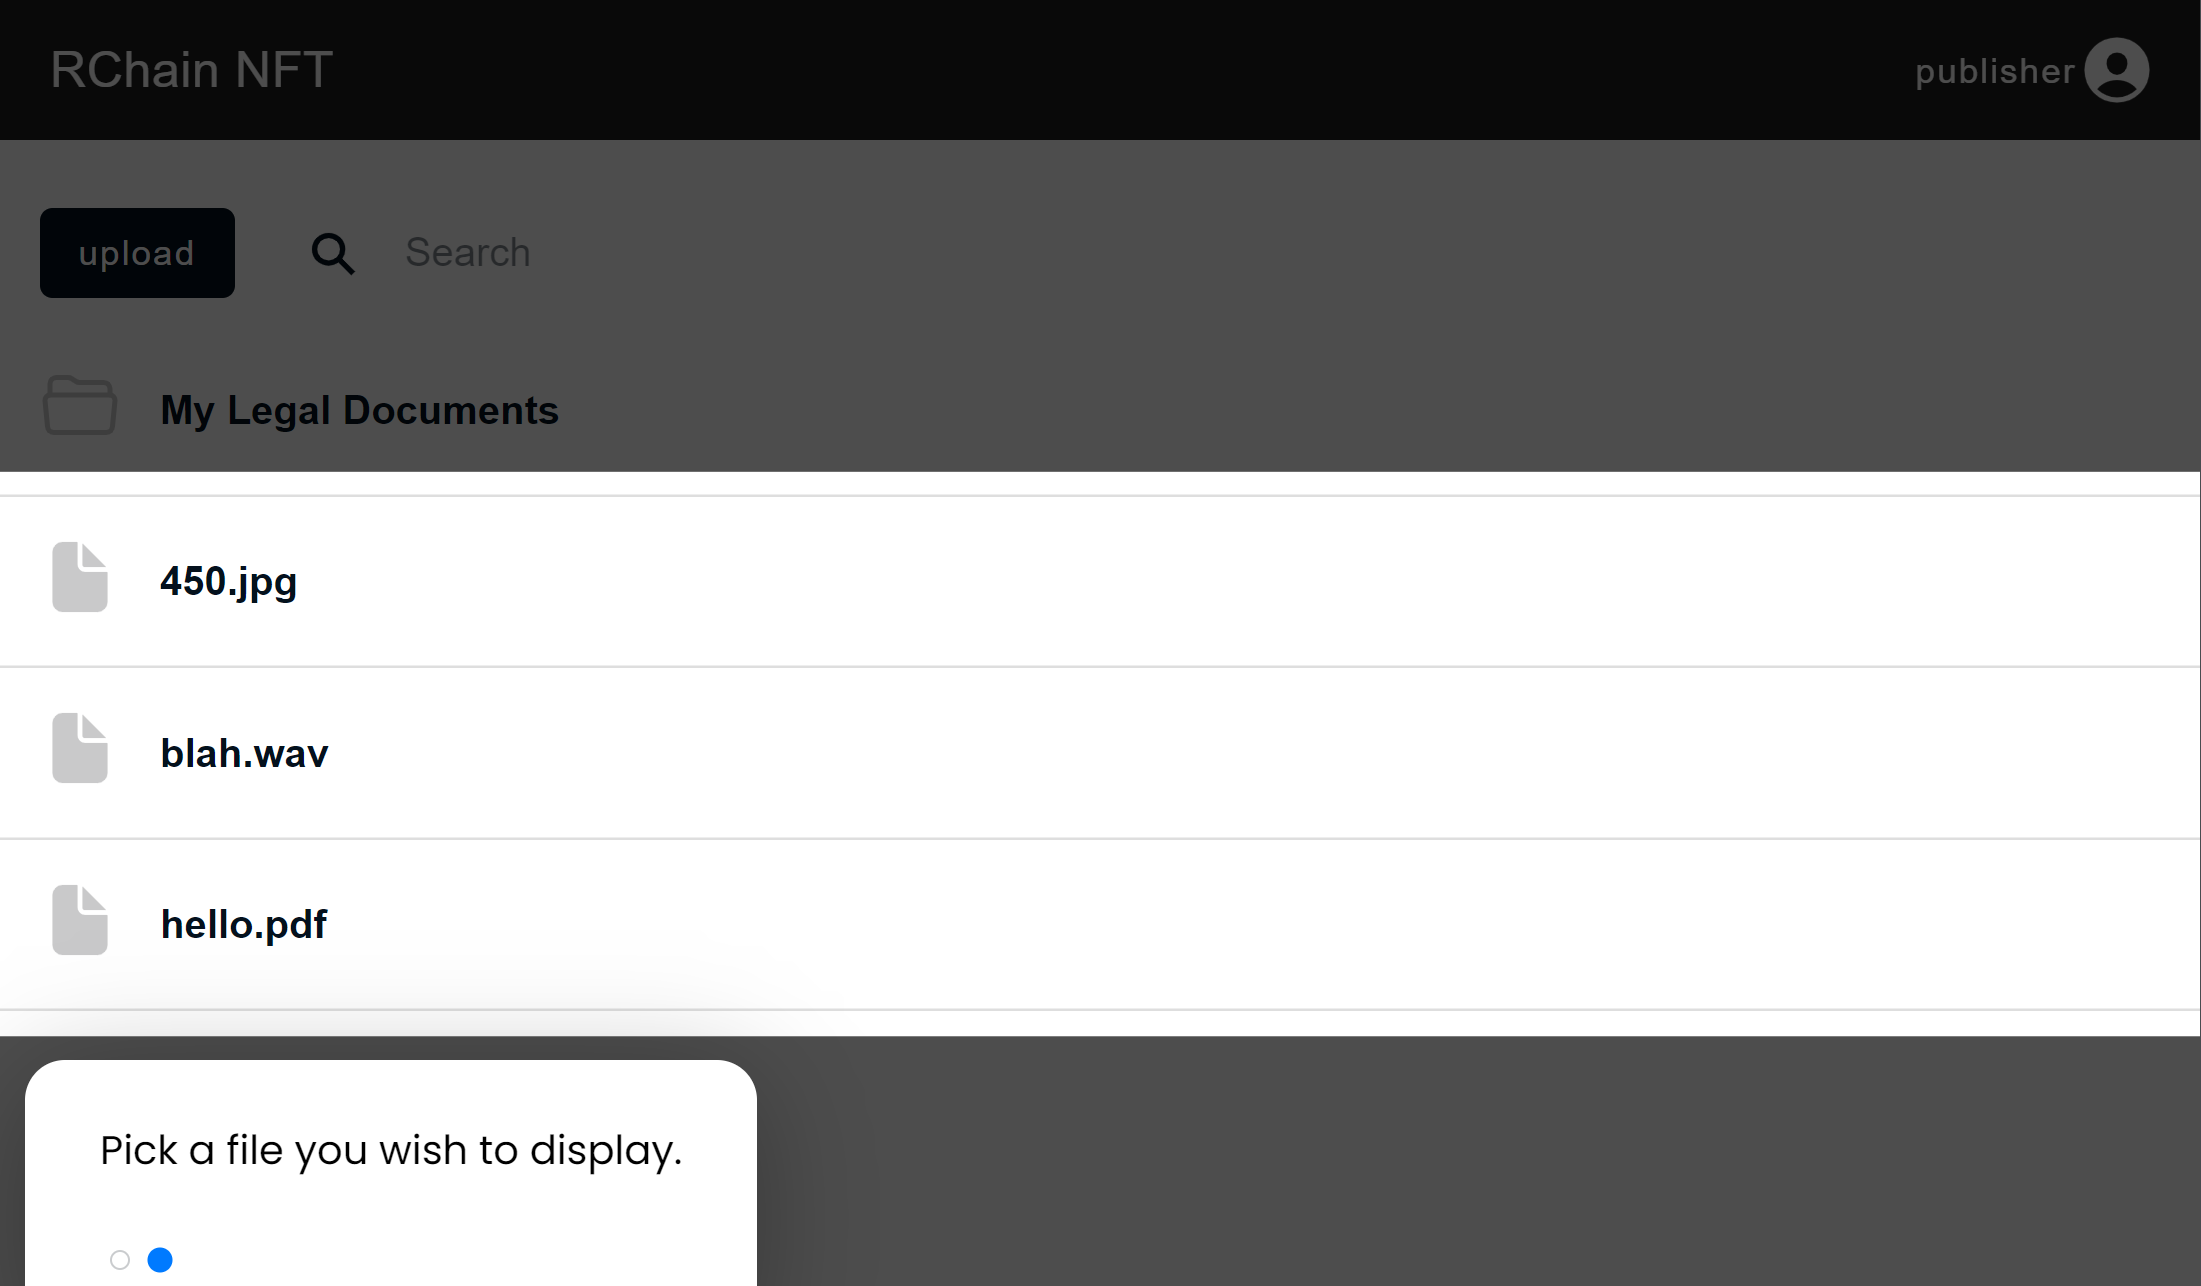 RChain NFT
publisher
upload
Search
My Legal Documents
450.jpg
blah.wav
hello.pdf
Pick a file you wish to display.